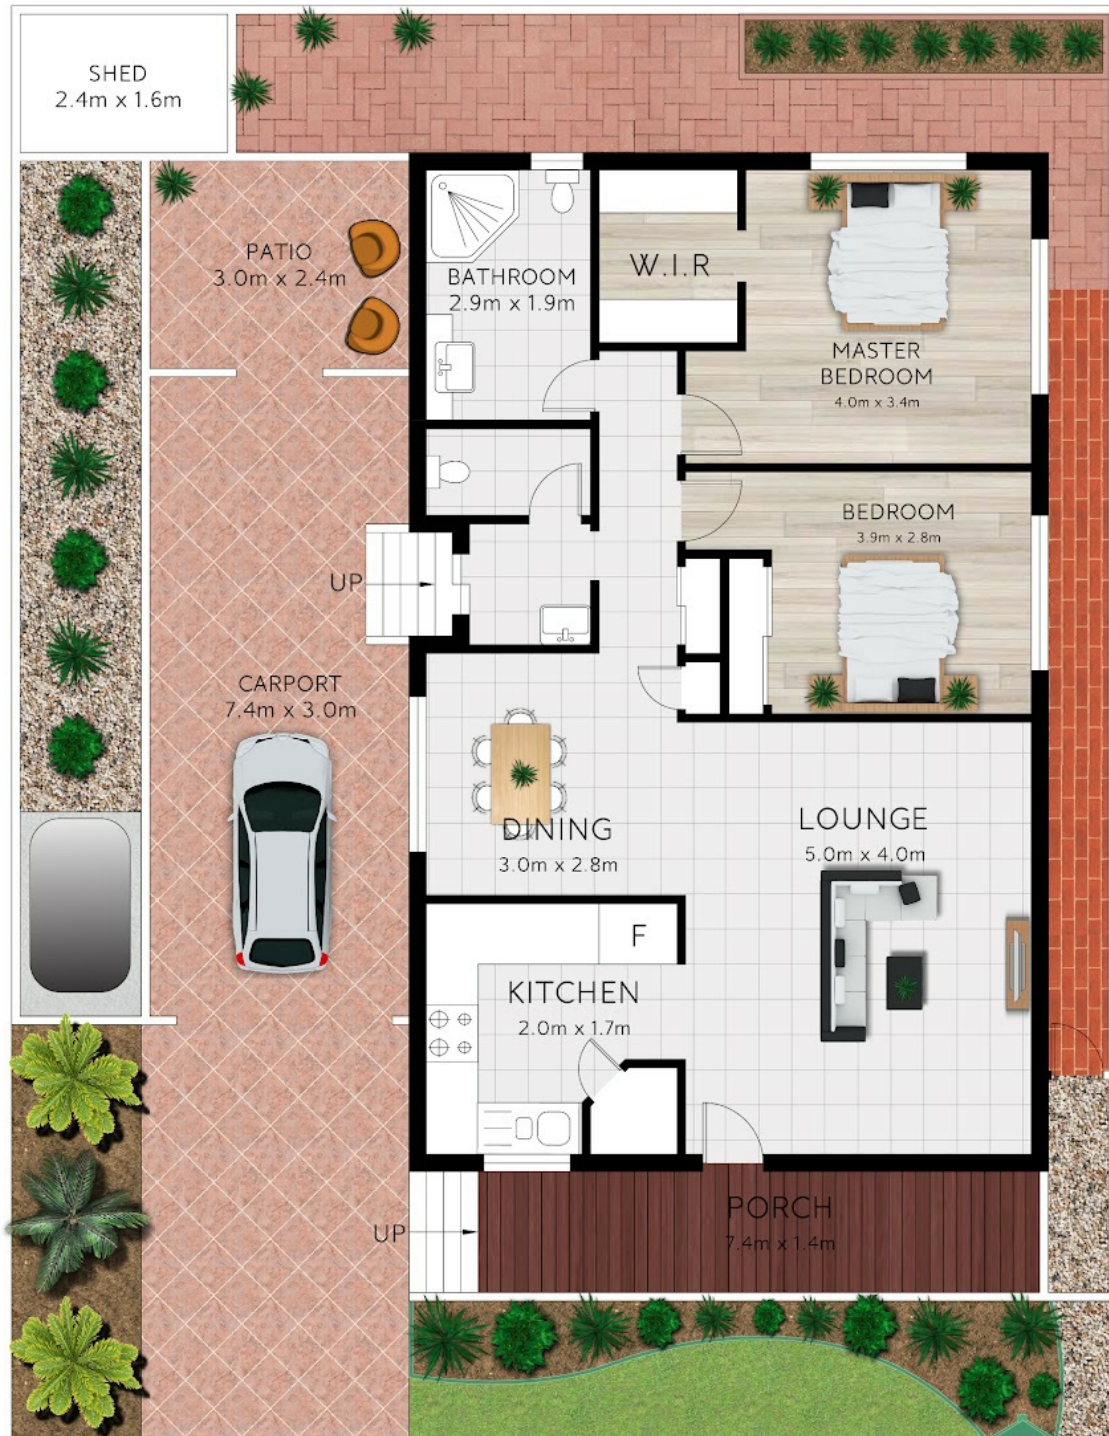 SHED
2.4m x 1.6m
PATIO
3.0m x 2.4m
BATHROOM
2.9m x 1.9m
W.I.R
MASTER
BEDROOM
4.0m x 3.4m
BEDROOM
3.9m x 2.8m
UP
CARPORT
7.4m x 3.0m
DINING
3.0m x 2.8m
LOUNGE
5.0m x 4.0m
F
KITCHEN
2.0m x 1.7m
UP
PORCH
7.4m x 1.4m